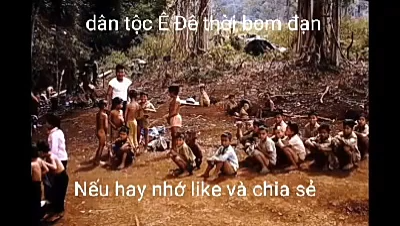 dân tộc Ê Đê thời bom đạn
Nếu hay nhớ like và chia sẻ